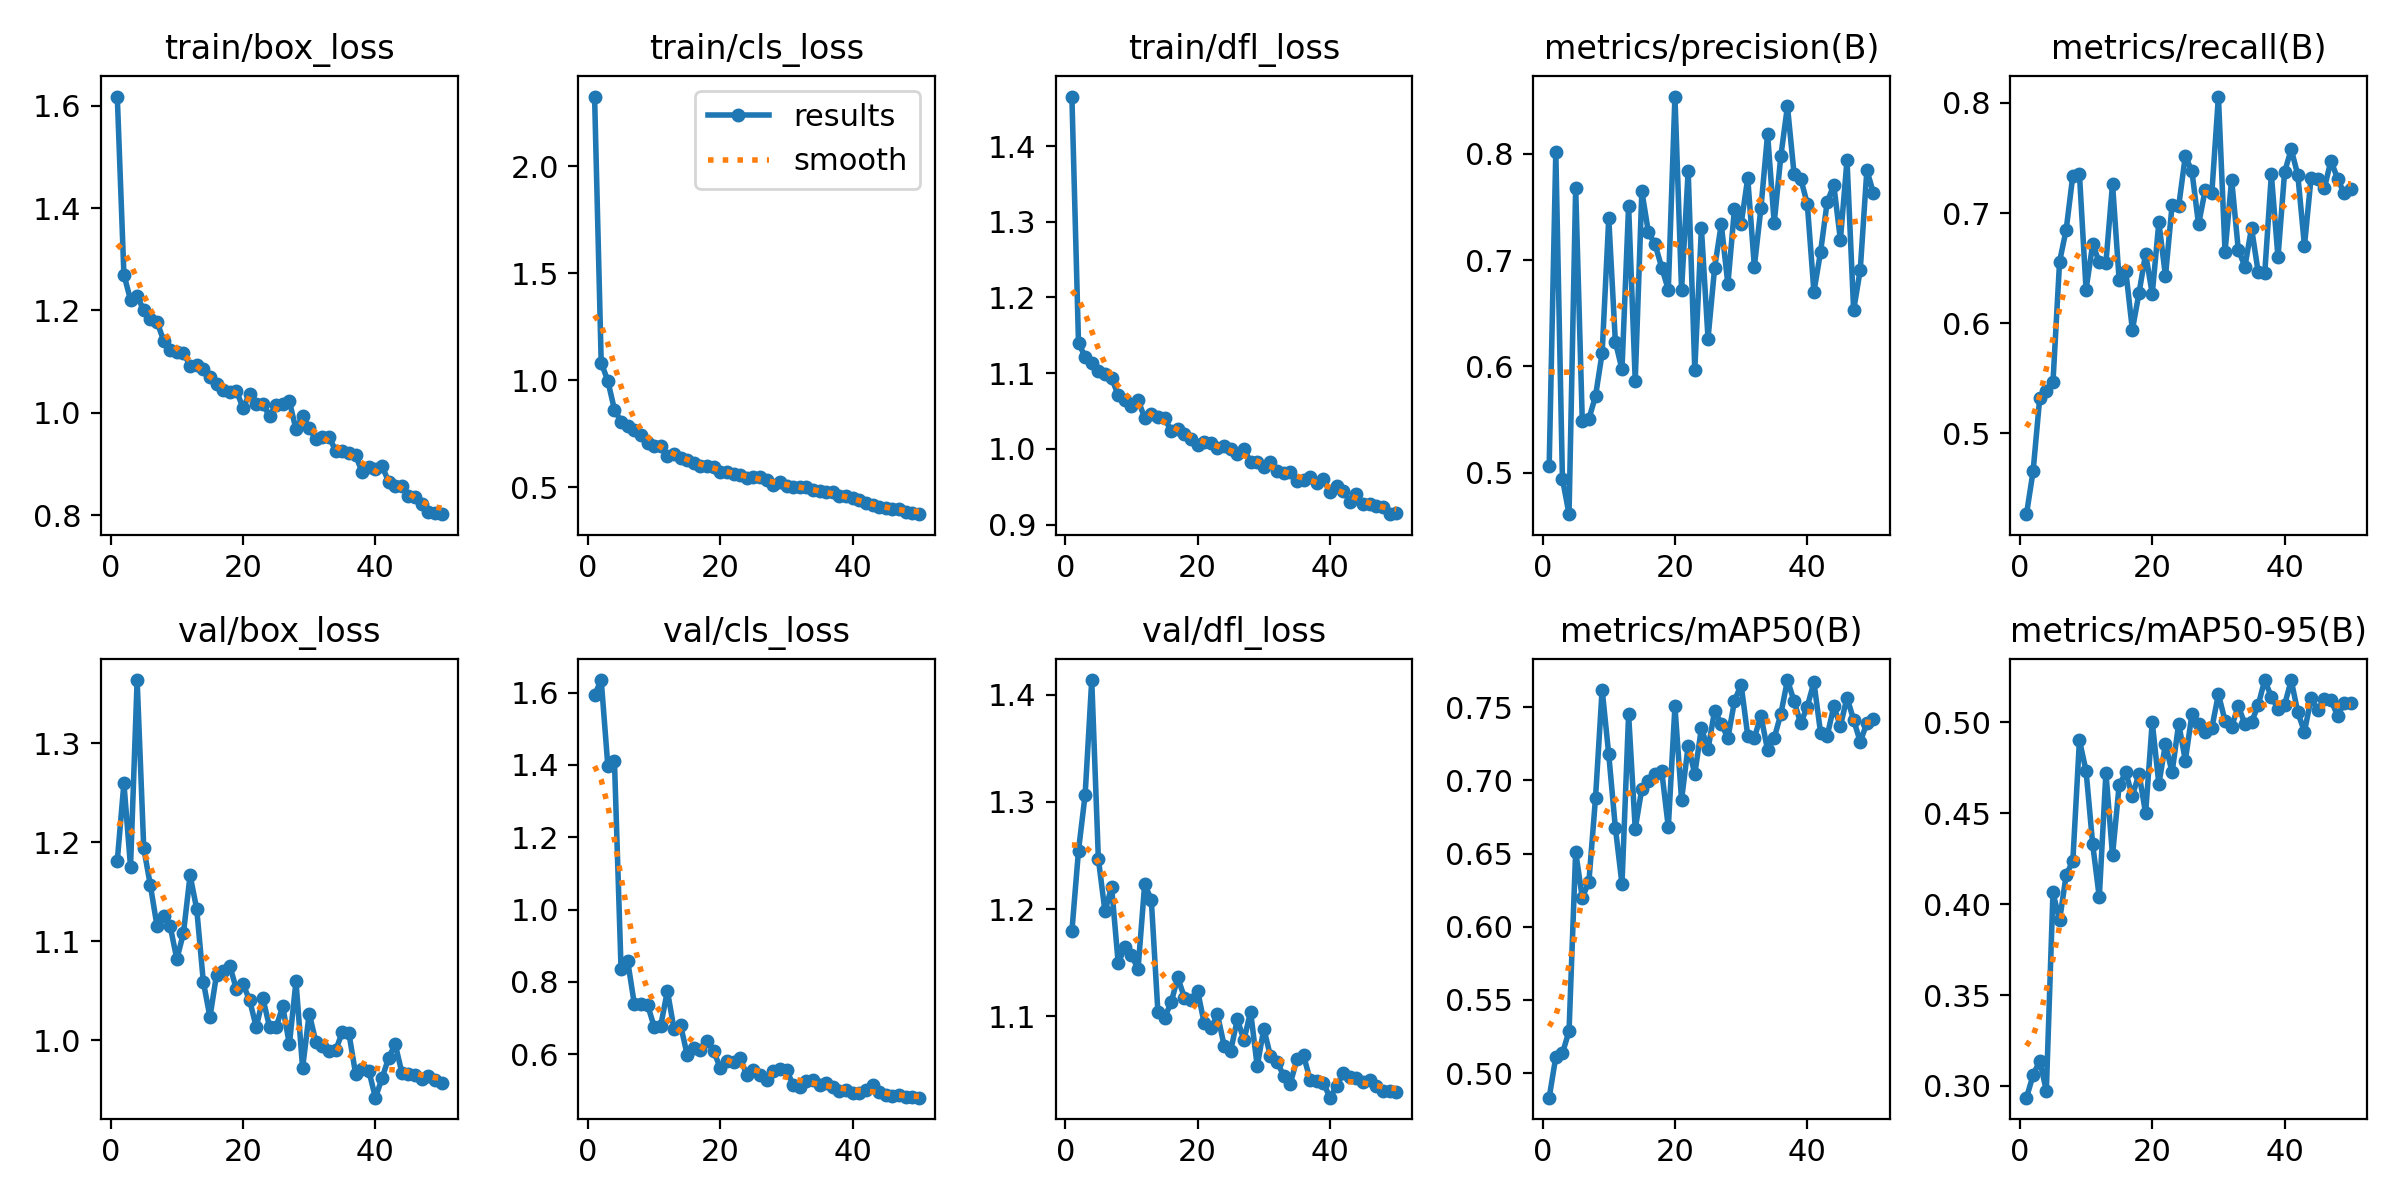 train/box_loss
1.6
1.4
1.2
1.0
0.8
0 20 40
train/cls_loss
results
smooth
2.0
1.5
1.0
0.5
0 20 40
train/dfl_loss
1.4
1.3
1.2
1.1
1.0
0.9
0 20 40
metrics/precision(B)
0.8
0.7
0.6
0.5
0 20 40
metrics/recall(B)
0.8
0.7
0.6
0.5
0 20 40
val/box_loss
1.3
1.2
1.1
1.0
0 20 40
val/cls_loss
1.6
1.4
1.2
1.0
0.8
0.6
0 20 40
val/dfl_loss
1.4
1.3
1.2
1.1
0 20 40
metrics/mAP50(B)
0.75
0.70
0.65
0.60
0.55
0.50
0 20 40
metrics/mAP50-95(B)
0.50
0.45
0.40
0.35
0.30
0 20 40